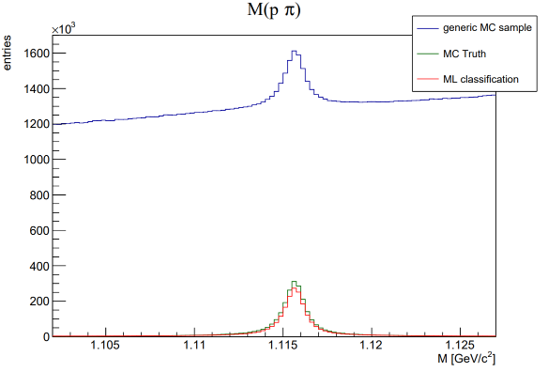 M(p π)
×10³
entries
generic MC sample
MC Truth
ML classification
1600
1400
1200
1000
800
600
400
200
0
1.105 1.11 1.115 1.12 1.125
M [GeV/c²]